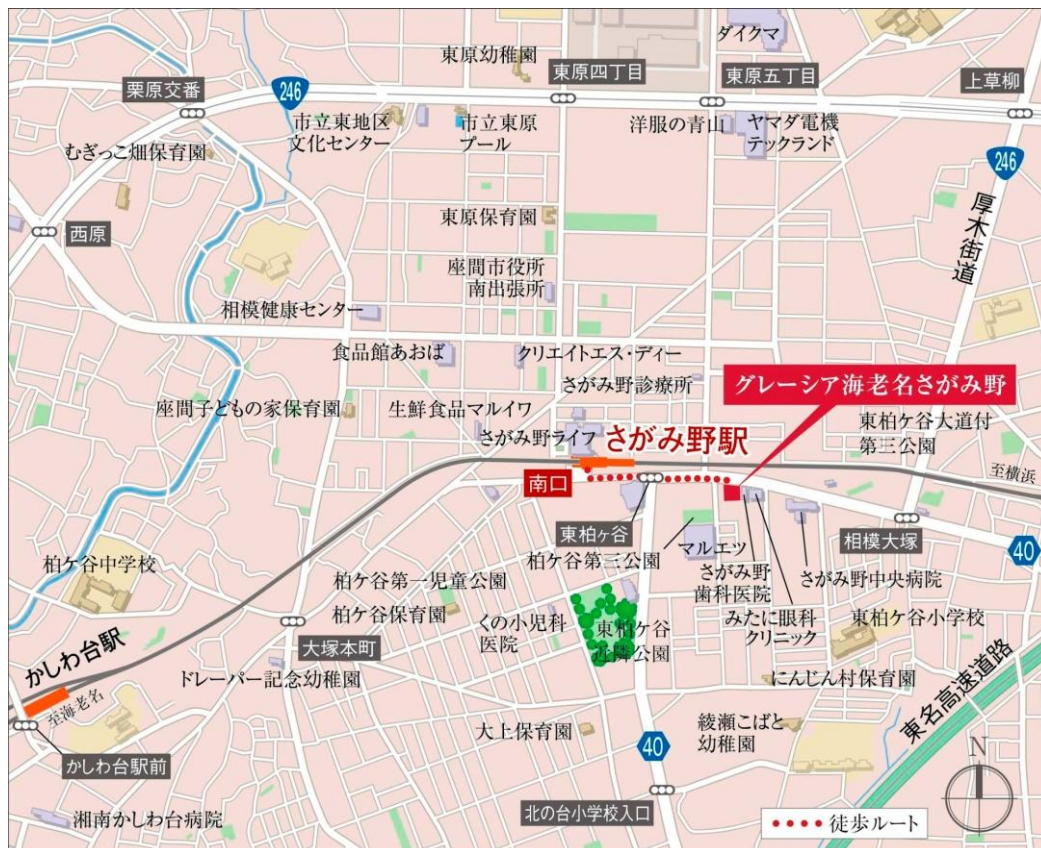 ダイクマ
東原幼稚園
東原四丁目
東原五丁目
上草柳
栗原交番
246
市立東地区
文化センター
市立東原
プール
洋服の青山
ヤマダ電機
テックランド
むぎっこ畑保育園
246
厚木街道
西原
東原保育園
座間市役所
南出張所
相模健康センター
食品館あおば
クリエイトエス・ディー
さがみ野診療所
グレーシア海老名さがみ野
座間子どもの家保育園
生鮮食品マルイワ
さがみ野ライフ
さがみ野駅
東柏ケ谷大道付
第三公園
至横浜
南口
東柏ヶ谷
相模大塚
40
柏ケ谷中学校
柏ケ谷第三公園
マルエツ
さがみ野
歯科医院
さがみ野中央病院
柏ケ谷第一児童公園
柏ケ谷保育園
くの小児科
医院
東柏ケ谷
近隣公園
みたに眼科
クリニック
東柏ケ谷小学校
大塚本町
かしわ台駅
至海老名
ドレーパー記念幼稚園
にんじん村保育園
東名高速道路
大上保育園
綾瀬こばと
幼稚園
40
かしわ台駅前
北の台小学校入口
N
湘南かしわ台病院
徒歩ルート